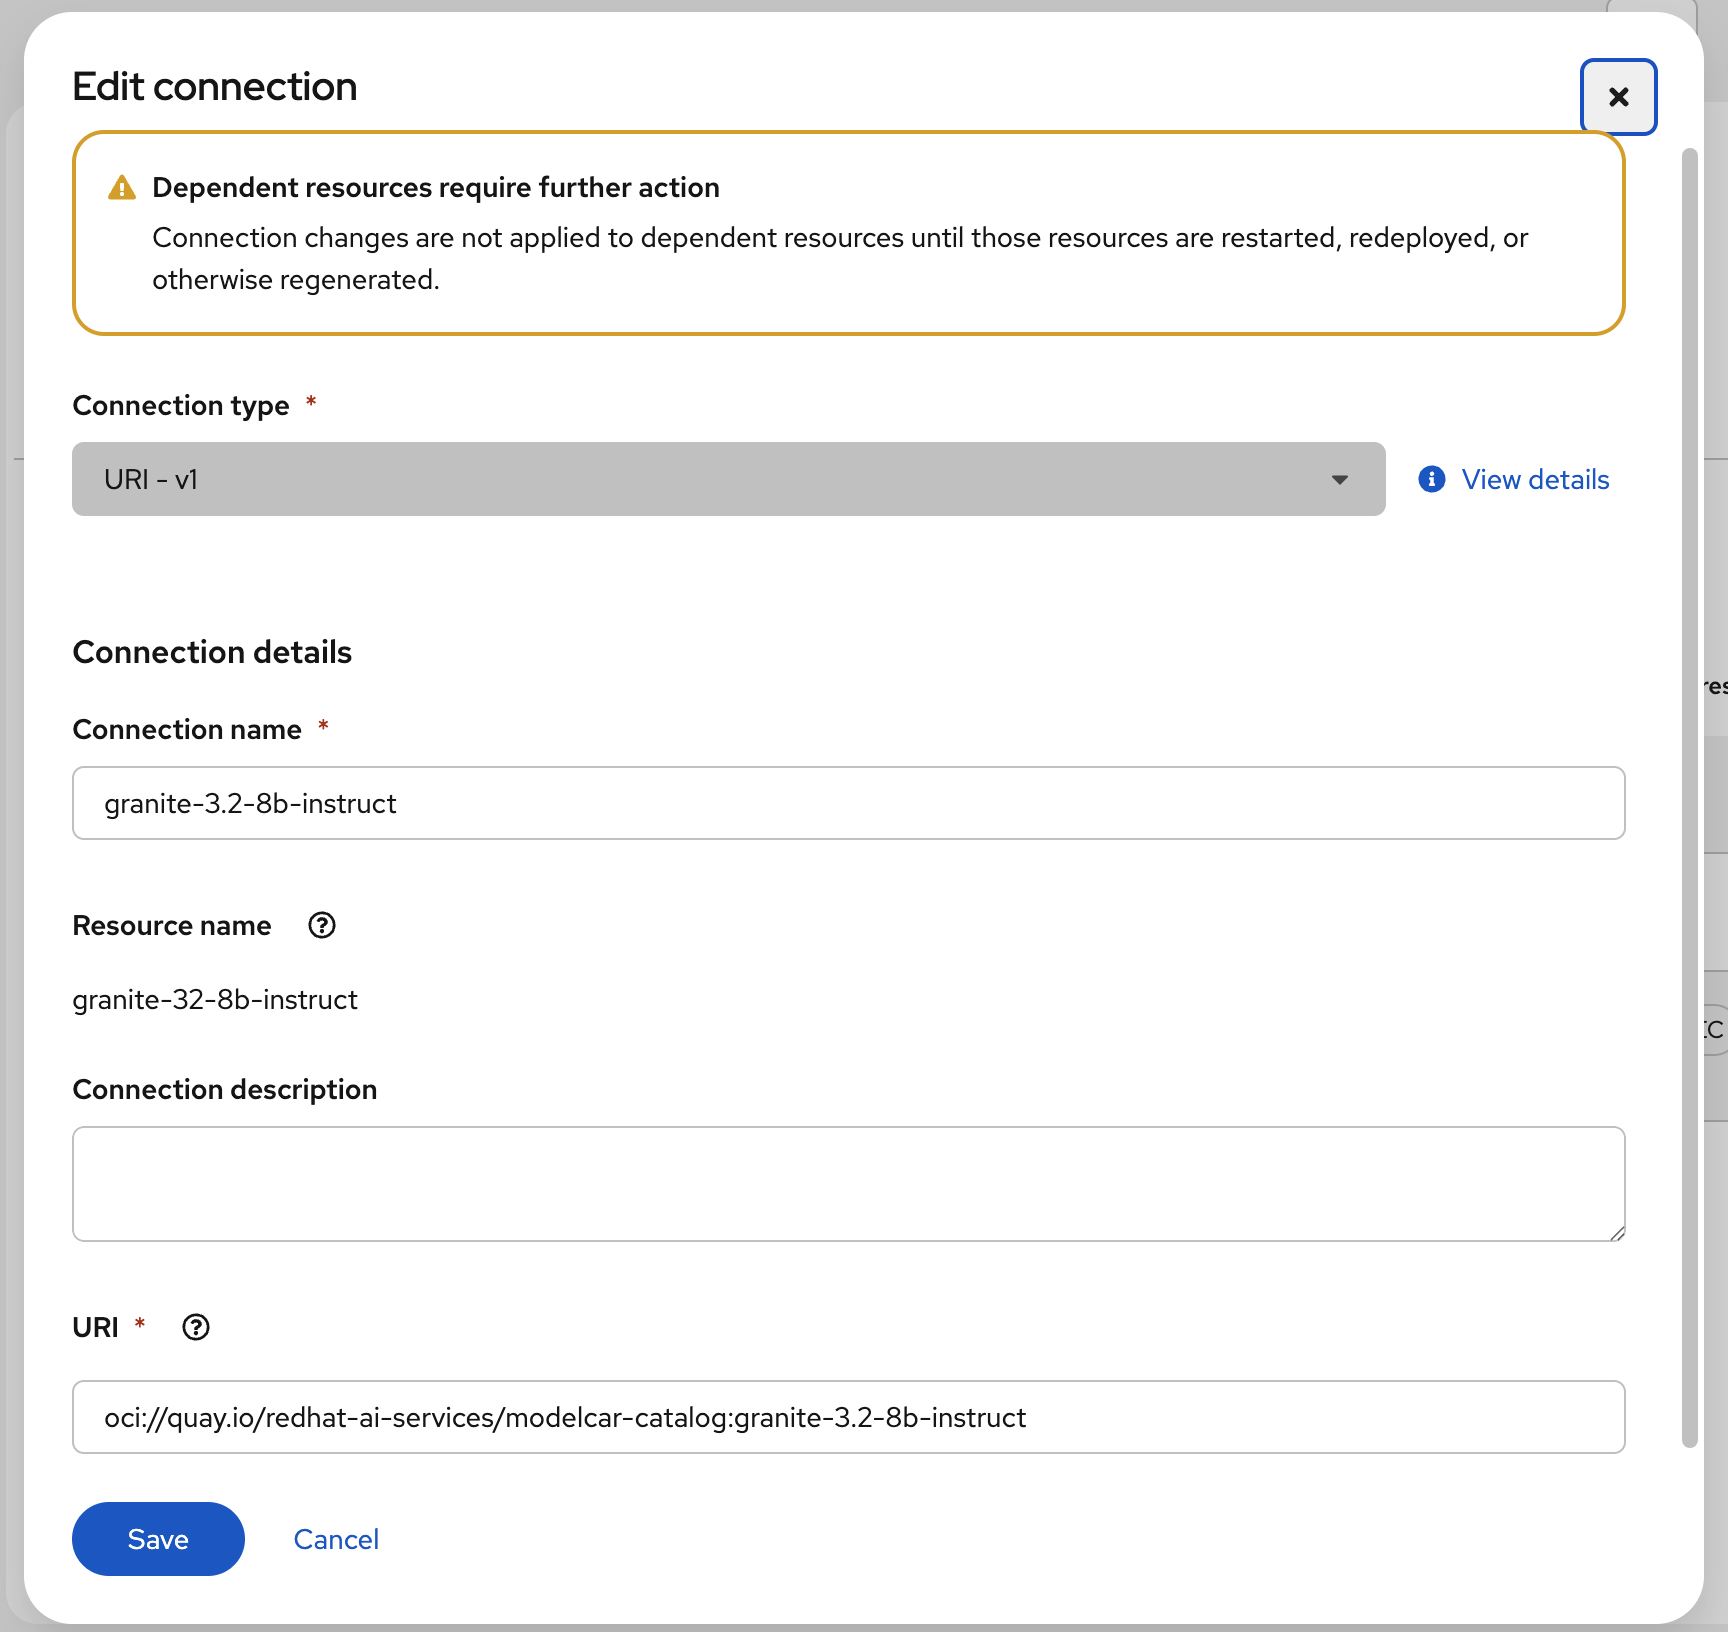 Edit connection
Dependent resources require further action
Connection changes are not applied to dependent resources until those resources are restarted, redeployed, or
otherwise regenerated.
Connection type *
URI - v1
View details
Connection details
Connection name *
granite-3.2-8b-instruct
Resource name
granite-32-8b-instruct
Connection description
URI *
oci://quay.io/redhat-ai-services/modelcar-catalog:granite-3.2-8b-instruct
Save Cancel